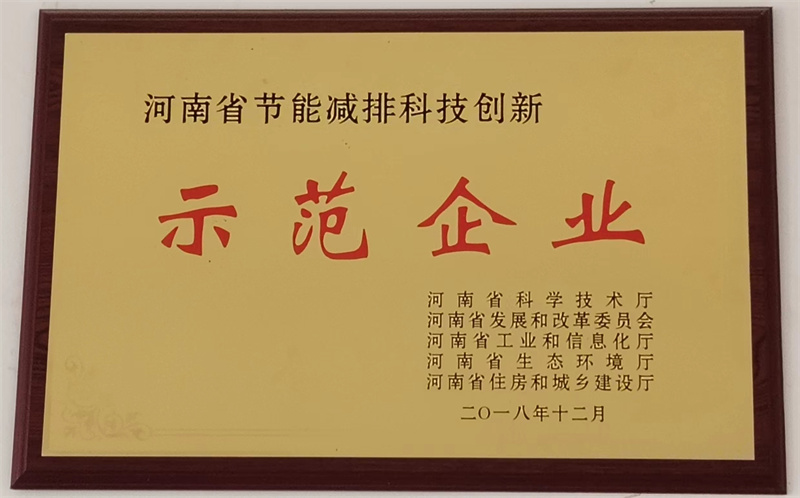 河南省节能减排科技创新
示范企业
河南省科学技术厅
河南省发展和改革委员会
河南省工业和信息化厅
河南省生态环境厅
河南省住房和城乡建设厅
二〇一八年十二月